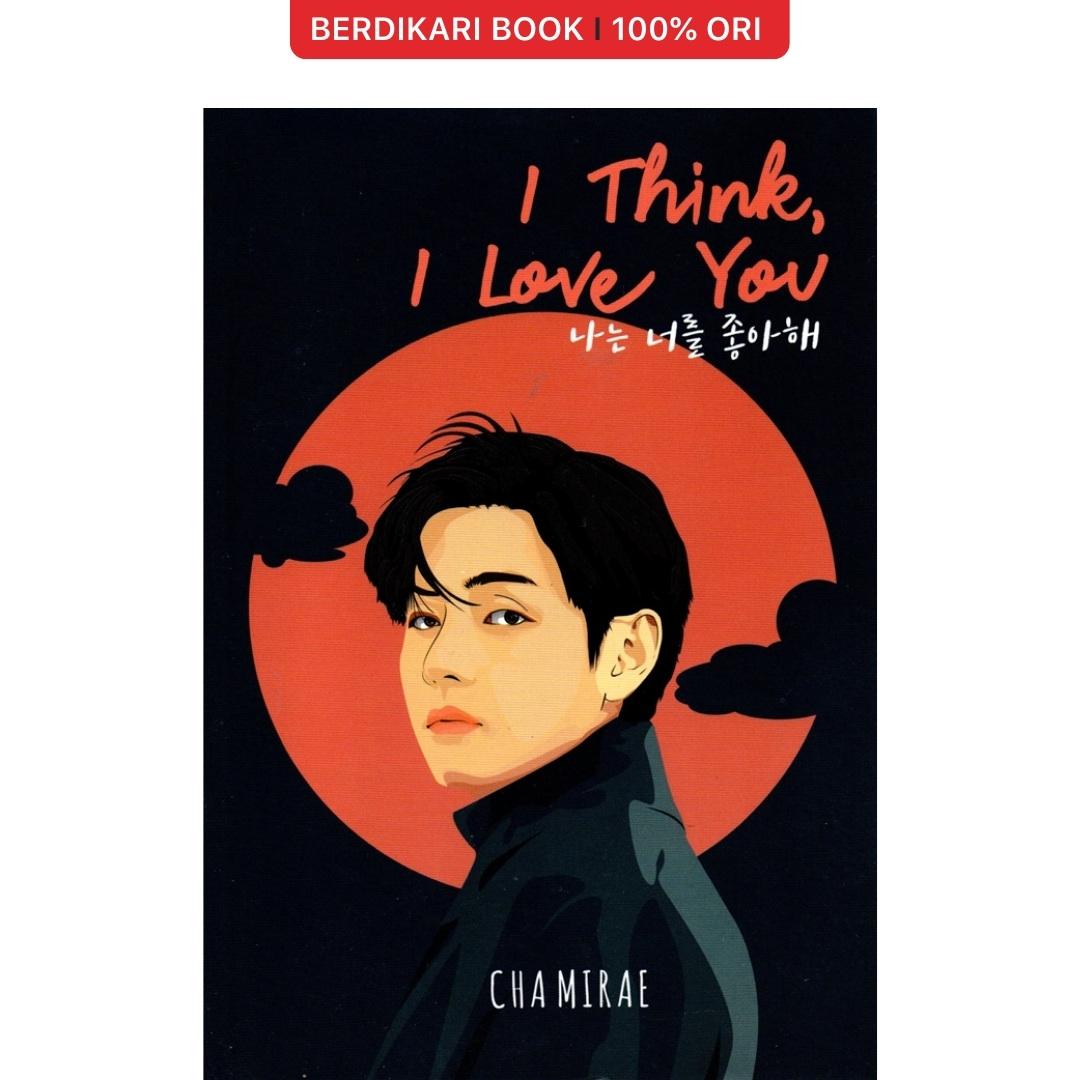 BERDIKARI BOOK | 100% ORI
I Think,
I Love You
나는 너를 좋아해
CHA MIRAE